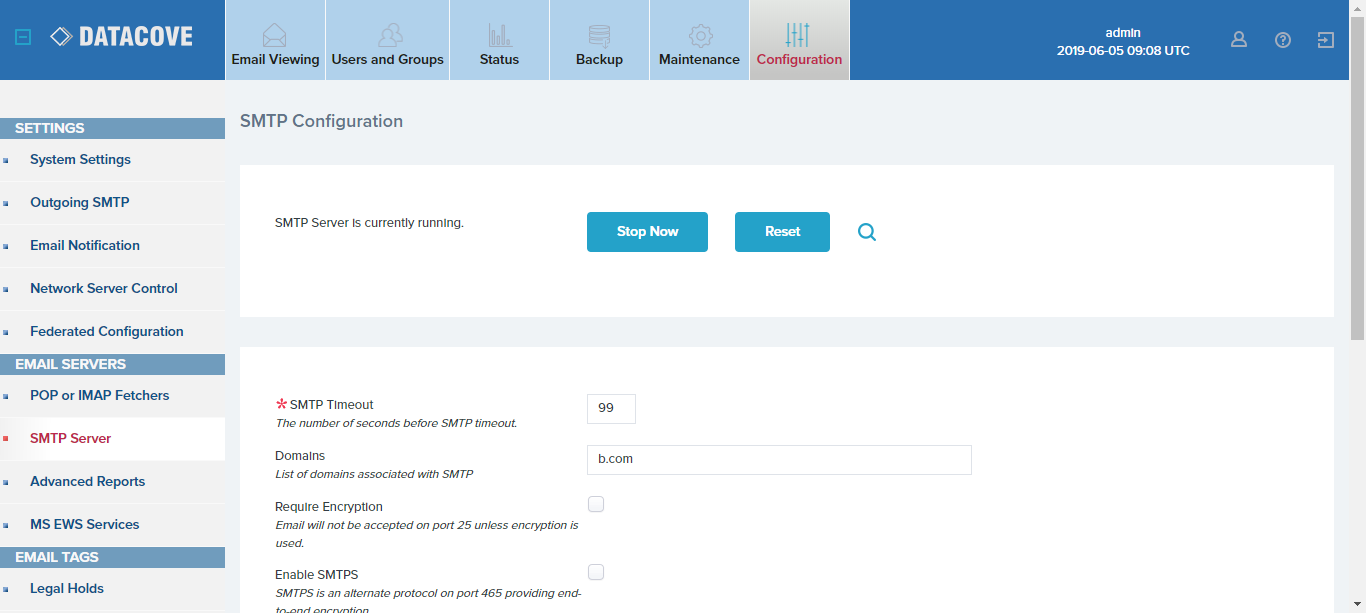 DATACOVE
Email Viewing
Users and Groups
Status
Backup
Maintenance
Configuration
admin
2019-06-05 09:08 UTC
SETTINGS
System Settings
Outgoing SMTP
Email Notification
Network Server Control
Federated Configuration
EMAIL SERVERS
POP or IMAP Fetchers
SMTP Server
Advanced Reports
MS EWS Services
EMAIL TAGS
Legal Holds
SMTP Configuration
SMTP Server is currently running.
Stop Now
Reset
* SMTP Timeout
The number of seconds before SMTP timeout.
99
Domains
List of domains associated with SMTP
b.com
Require Encryption
Email will not be accepted on port 25 unless encryption is
used.
Enable SMTPS
SMTPS is an alternate protocol on port 465 providing end-
to-end encryption